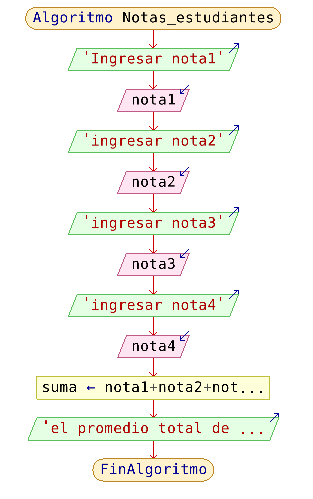 Algoritmo Notas_estudiantes
'Ingresar nota1'
nota1
'ingresar nota2'
nota2
'ingresar nota3'
nota3
'ingresar nota4'
nota4
suma ← nota1+nota2+not...
'el promedio total de ...
FinAlgoritmo